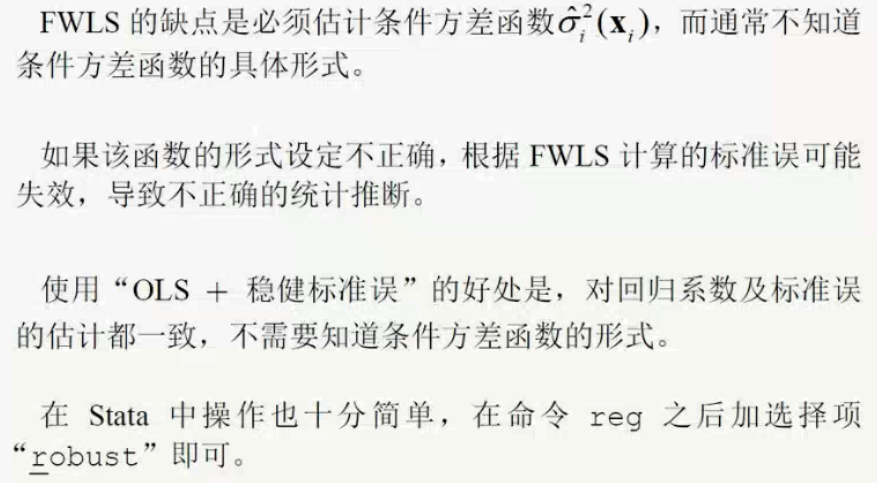 FWLS 的缺点是必须估计条件方差函数σ̂ᵢ²(𝐱ᵢ)，而通常不知道
条件方差函数的具体形式。
如果该函数的形式设定不正确，根据 FWLS 计算的标准误可能
失效，导致不正确的统计推断。
使用“OLS + 稳健标准误”的好处是，对回归系数及标准误
的估计都一致，不需要知道条件方差函数的形式。
在 Stata 中操作也十分简单，在命令 reg 之后加选择项
“robust”即可。